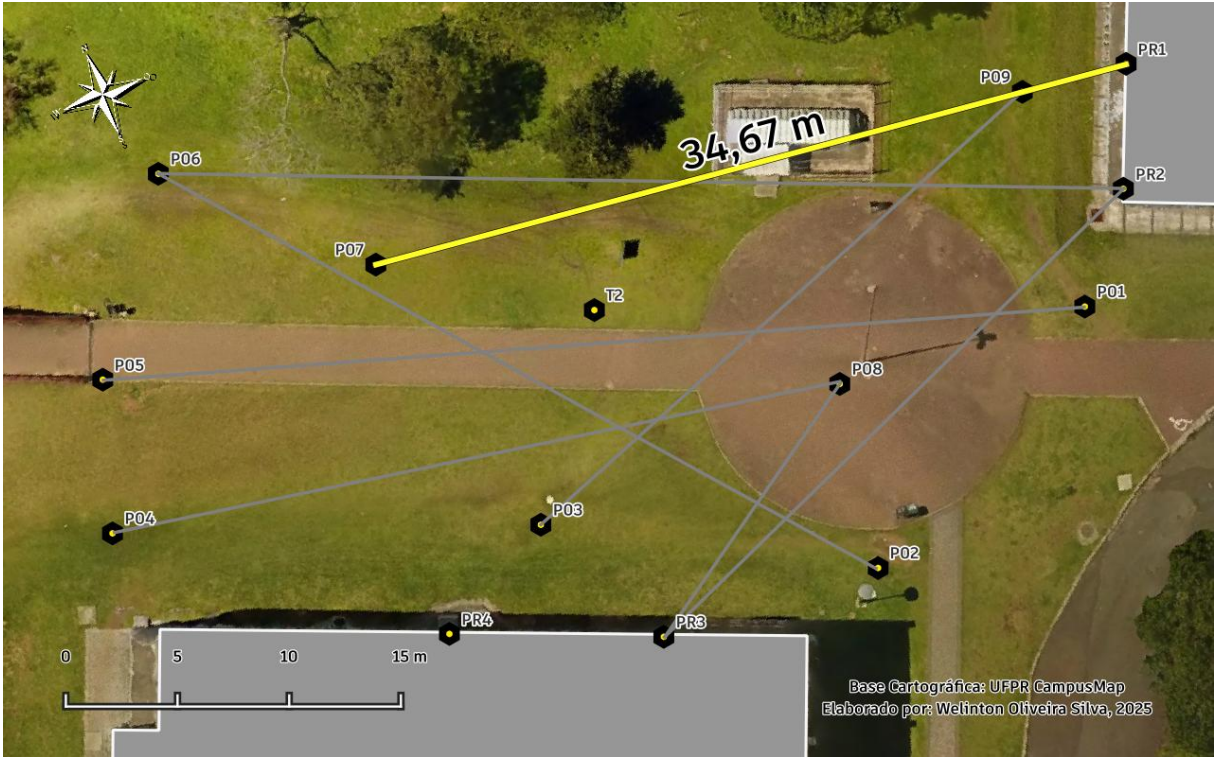 PR1
P09
34,67 m
P06
PR2
P07
T2
P01
P05
P08
P04
P03
P02
PR4
PR3
0 5 10 15 m
Base Cartográfica: UFPR CampusMap
Elaborado por: Welinton Oliveira Silva, 2025